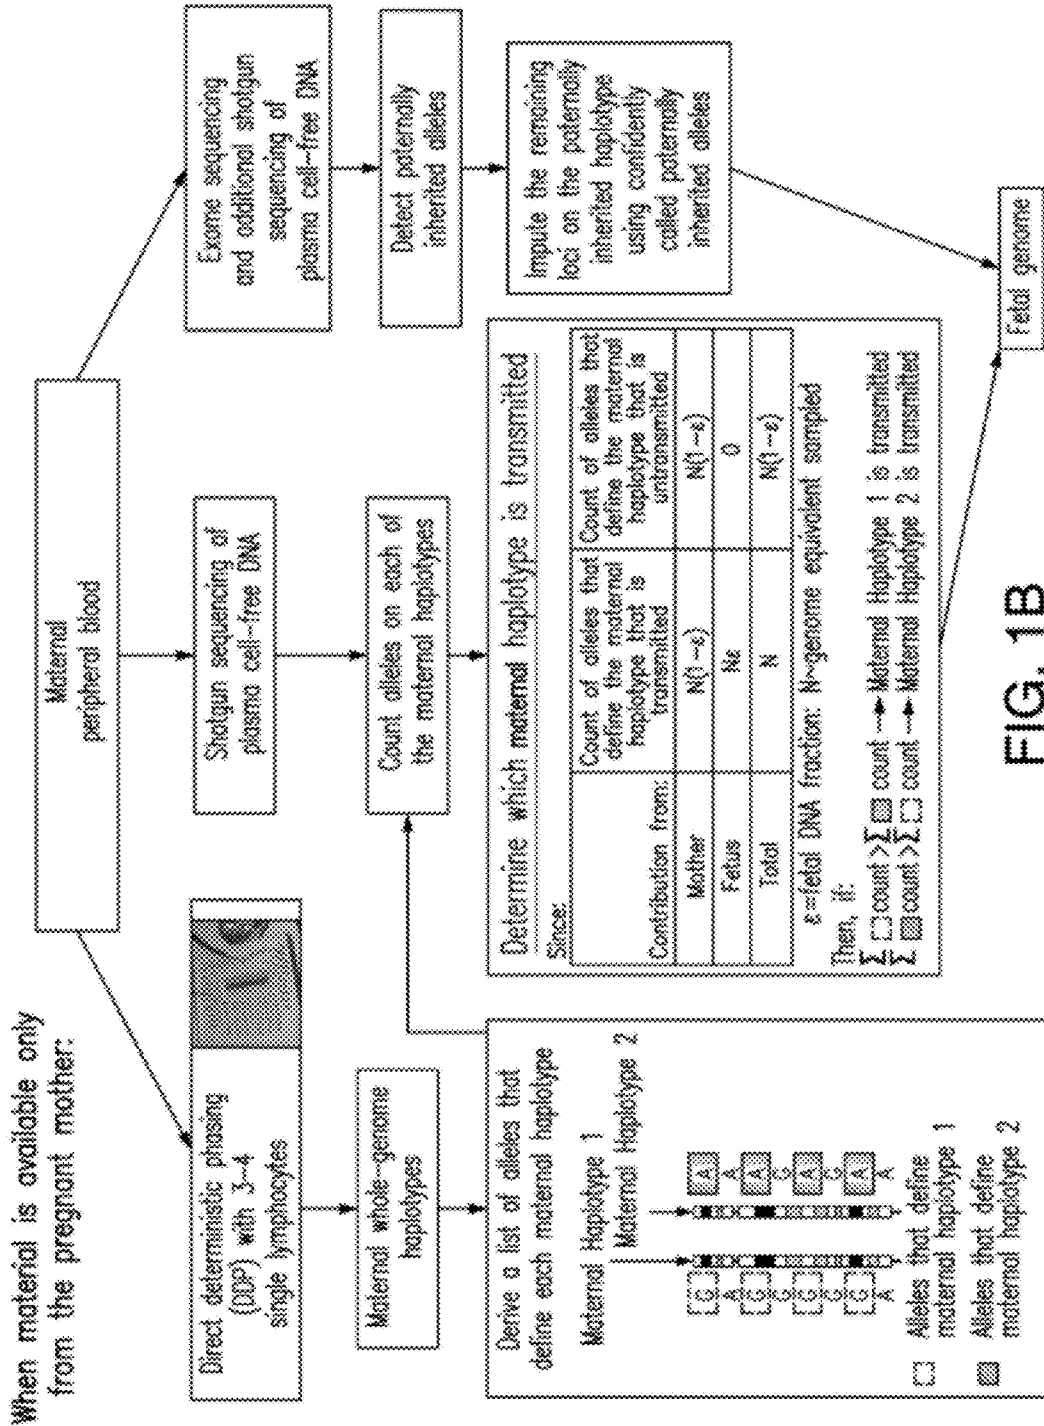 When material is available only
from the pregnant mother:
Maternal
peripheral blood
Direct deterministic phasing
(DDP) with 3-4
single lymphocytes
Maternal whole-genome
haplotypes
Derive a list of alleles that
define each maternal haplotype
Maternal Haplotype 1
Maternal Haplotype 2
G A
A A
G A
G G
G A
G G
G A
A A
Alleles that define
maternal haplotype 1
Alleles that define
maternal haplotype 2
Shotgun sequencing of
plasma cell-free DNA
Count alleles on each of
the maternal haplotypes
Determine which maternal haplotype is transmitted
Since:
Contribution from:
Count of alleles that
define the maternal
haplotype that is
transmitted
Count of alleles that
define the maternal
haplotype that is
untransmitted
Mother N(1-ε) N(1-ε)
Fetus Nε 0
Total N N(1-ε)
ε=fetal DNA fraction: N=genome equivalent sampled
Then, if:
Σ count >Σ count → Maternal Haplotype 1 is transmitted
Σ count >Σ count → Maternal Haplotype 2 is transmitted
Exome sequencing
and additional shotgun
sequencing of
plasma cell-free DNA
Detect paternally
inherited alleles
Impute the remaining
loci on the paternally
inherited haplotype
using confidently
called paternally
inherited alleles
Fetal genome
FIG. 1B